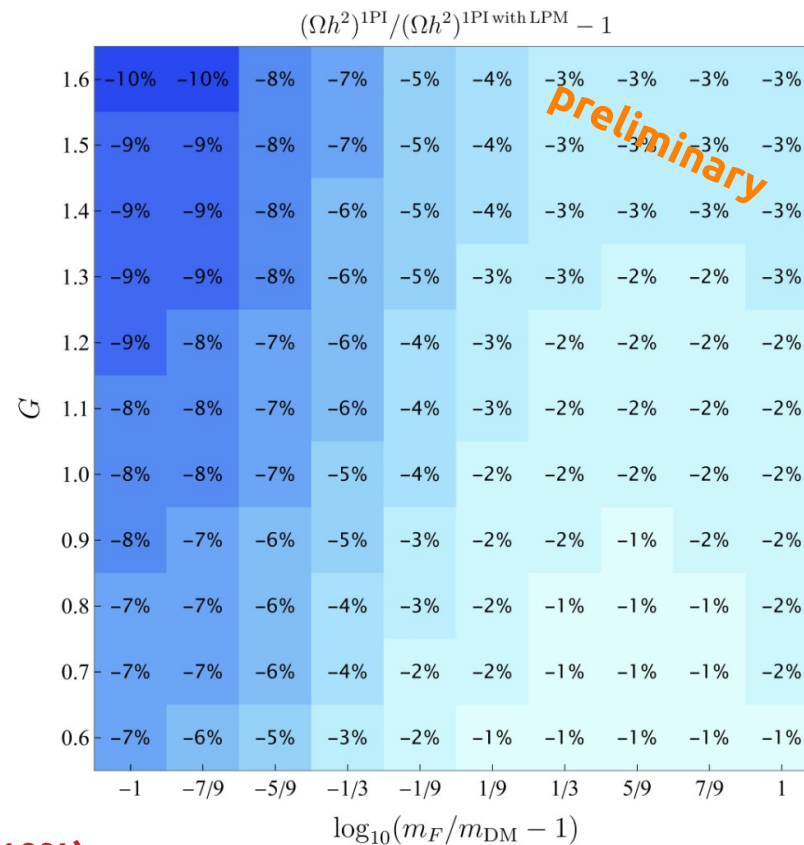 (Ωh²)^1PI/(Ωh²)^1PI with LPM − 1
preliminary
1.6 −10% −10% −8% −7% −5% −4% −3% −3% −3% −3%
1.5 −9% −9% −8% −7% −5% −4% −3% −3% −3% −3%
1.4 −9% −9% −8% −6% −5% −4% −3% −3% −3% −3%
1.3 −9% −9% −8% −6% −5% −3% −3% −2% −2% −3%
1.2 −9% −8% −7% −6% −4% −3% −2% −2% −2% −2%
G
1.1 −8% −8% −7% −6% −4% −3% −2% −2% −2% −2%
1.0 −8% −8% −7% −5% −4% −2% −2% −2% −2% −2%
0.9 −8% −7% −6% −5% −3% −2% −2% −1% −2% −2%
0.8 −7% −7% −6% −4% −3% −2% −1% −1% −1% −2%
0.7 −7% −7% −6% −4% −2% −2% −1% −1% −1% −2%
0.6 −7% −6% −5% −3% −2% −1% −1% −1% −1% −1%
−1 −7/9 −5/9 −1/3 −1/9 1/9 1/3 5/9 7/9 1
log₁₀(m_F/m_DM − 1)